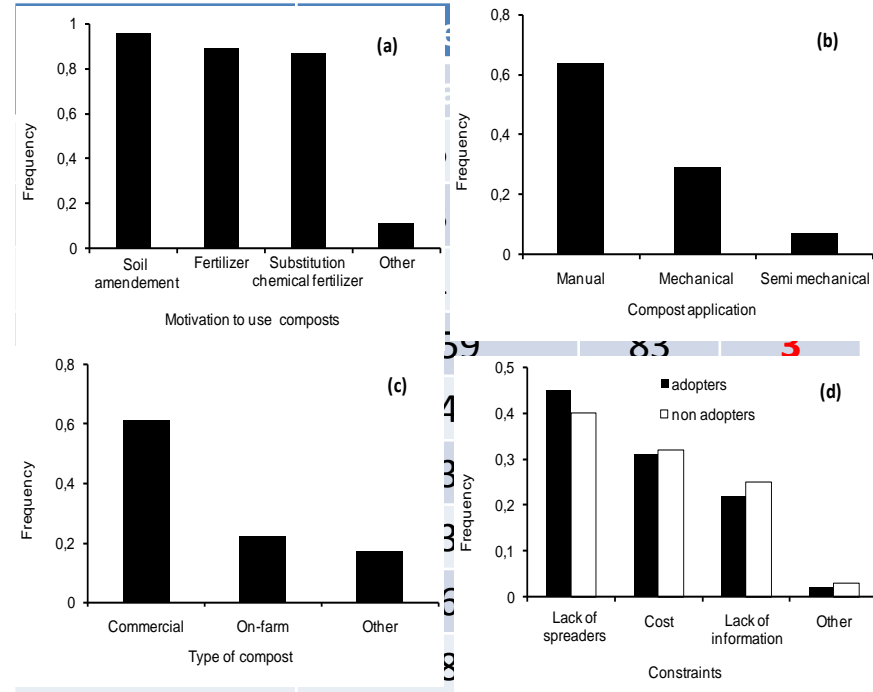 (a)
1
0,8
0,6
0,4
0,2
0
Frequency
Soil
amendement
Fertilizer
Substitution
chemical fertilizer
Other
Motivation to use composts
(b)
0,8
0,6
0,4
0,2
0
Frequency
Manual
Mechanical
Semi mechanical
Compost application
59 83 3
(c)
0,8
0,6
0,4
0,2
0
Frequency
Commercial
On-farm
Other
Type of compost
(d)
adopters
non adopters
0,5
0,4
0,3
0,2
0,1
0
Frequency
Lack of
spreaders
Cost
Lack of
information
Other
Constraints